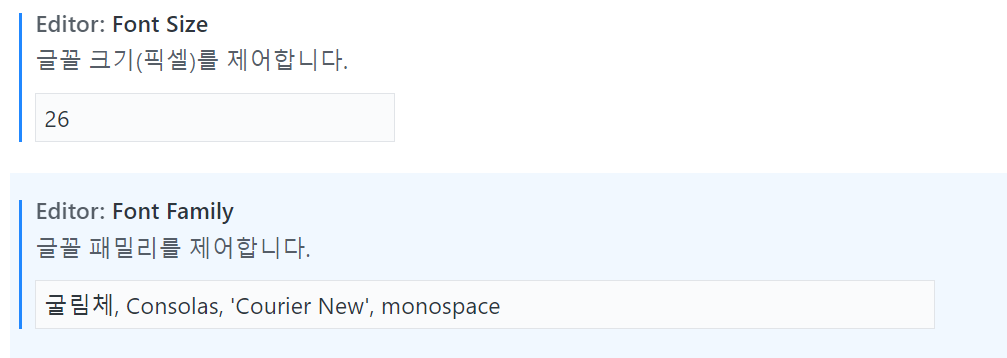 Editor: Font Size
글꼴 크기(픽셀)를 제어합니다.
26
Editor: Font Family
글꼴 패밀리를 제어합니다.
굴림체, Consolas, 'Courier New', monospace